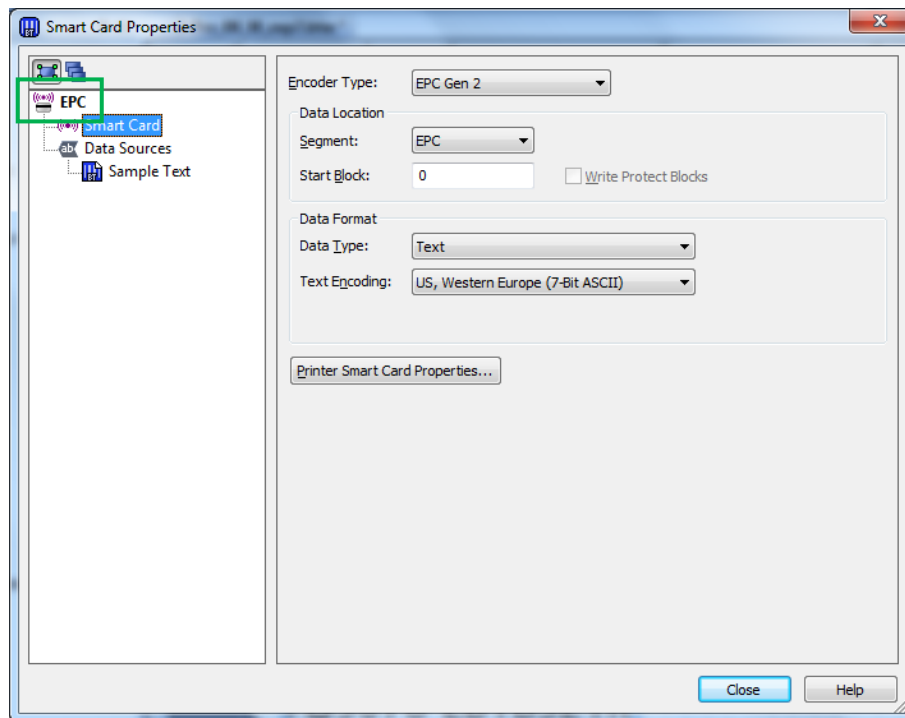 Smart Card Properties
EPC
Smart Card
Data Sources
Sample Text
Encoder Type: EPC Gen 2
Data Location
Segment: EPC
Start Block: 0 Write Protect Blocks
Data Format
Data Type: Text
Text Encoding: US, Western Europe (7-Bit ASCII)
Printer Smart Card Properties...
Close Help